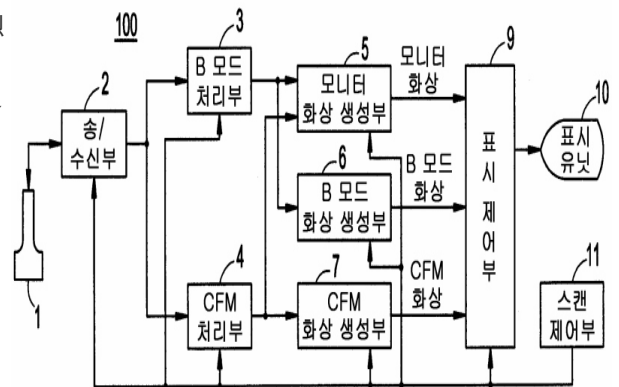 100
3
B 모드
처리부
5
모니터
화상 생성부
모니터
화상
9
표시 제어부
10
표시
유닛
2
송/
수신부
6
B 모드
화상 생성부
B 모드
화상
1
4
CFM
처리부
7
CFM
화상 생성부
CFM
화상
11
스캔
제어부